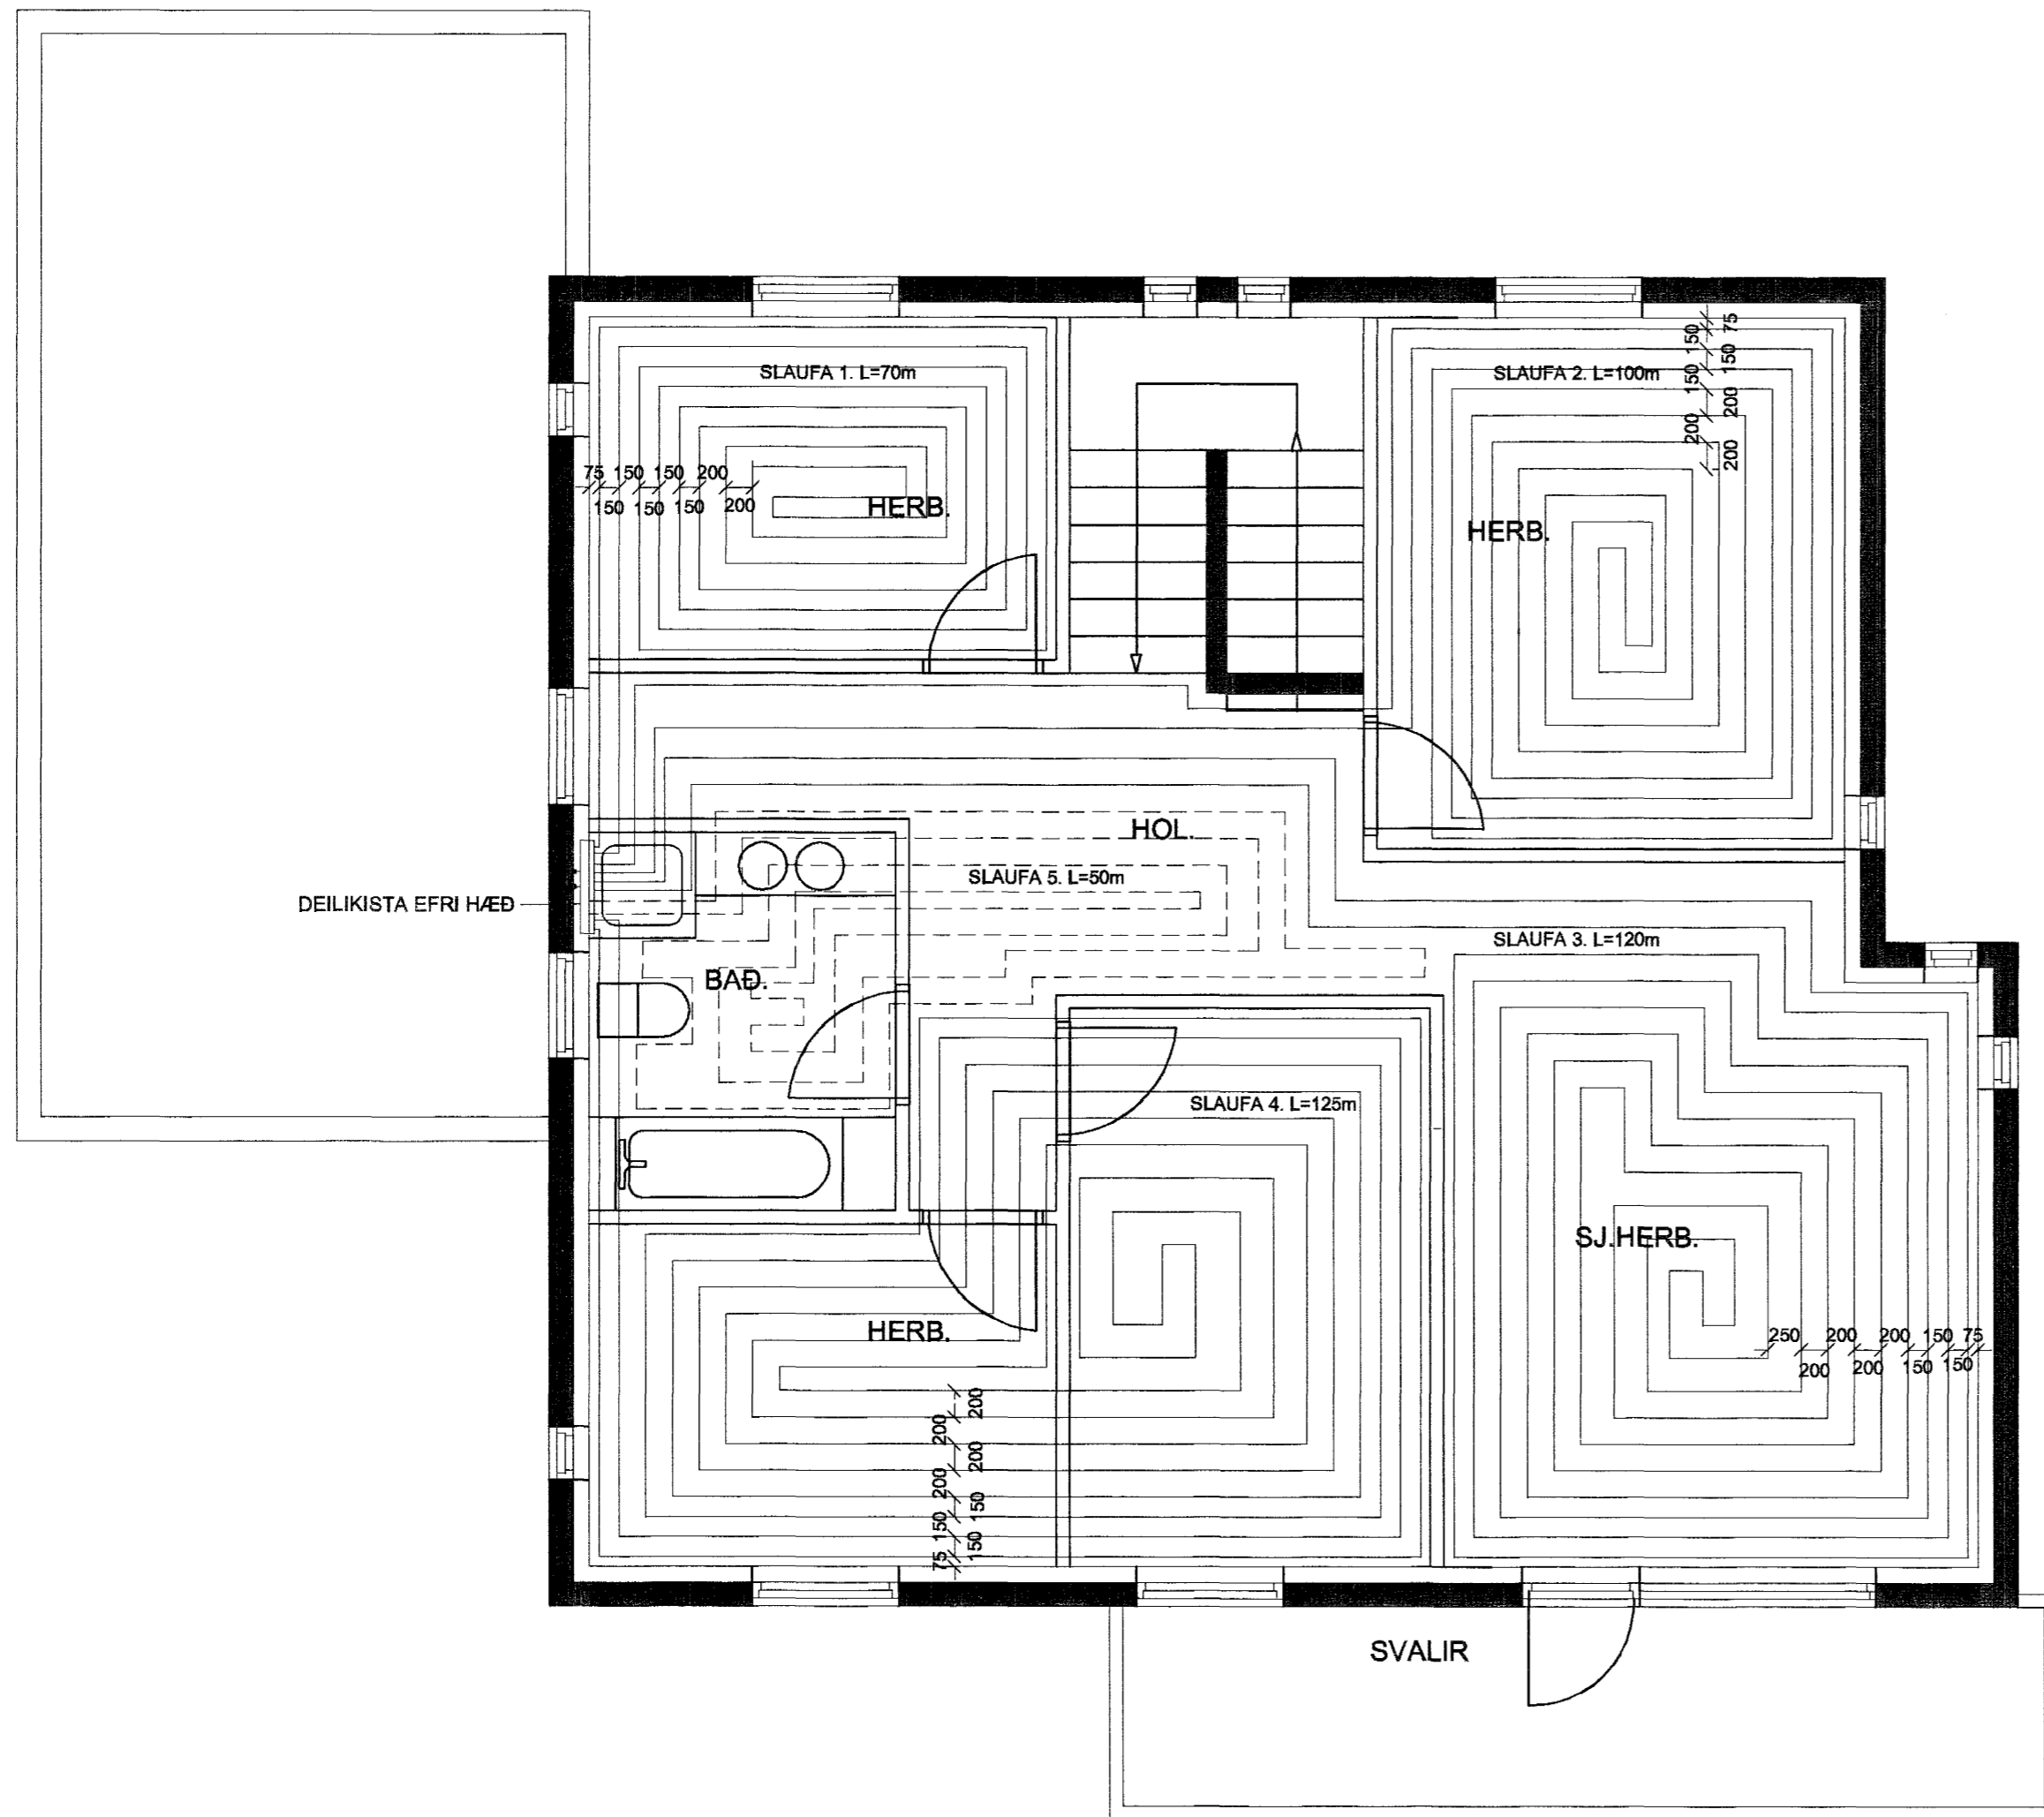 SLAUFA 1. L=70m
SLAUFA 2. L=100m
75
150
150
150
150
200
200
200
75 150 150 200
150 150 150 200
HERB.
HERB.
HOL.
SLAUFA 5. L=50m
DEILIKISTA EFRI HÆÐ
SLAUFA 3. L=120m
BAÐ.
SLAUFA 4. L=125m
SJ.HERB.
HERB.
250 200 200 150 75
200 200 150 150
200
200
200
200
150
150
150
75
SVALIR